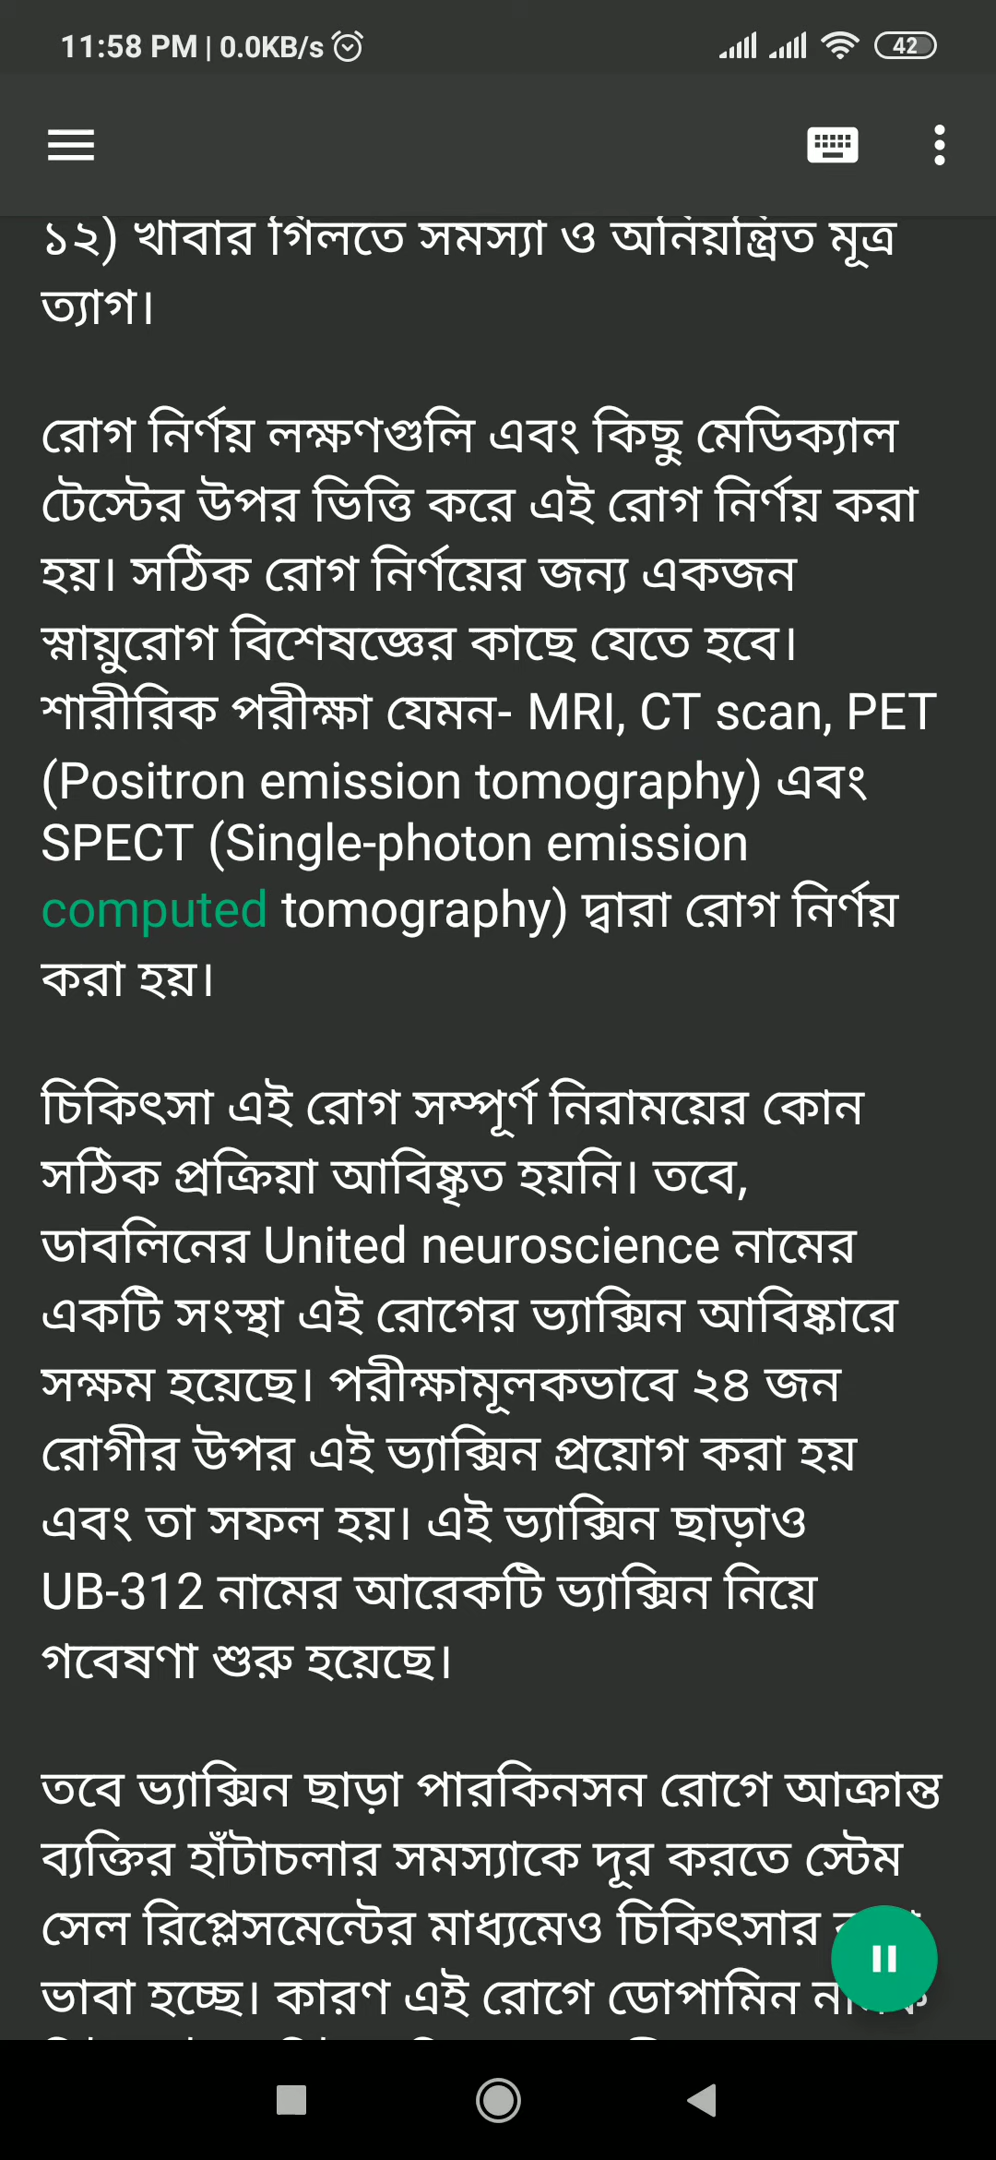 11:58 PM | 0.0KB/s
42
১২) খাবার গিলতে সমস্যা ও অনিয়ন্ত্রিত মূত্র
ত্যাগ।
রোগ নির্ণয় লক্ষণগুলি এবং কিছু মেডিক্যাল
টেস্টের উপর ভিত্তি করে এই রোগ নির্ণয় করা
হয়। সঠিক রোগ নির্ণয়ের জন্য একজন
স্নায়ুরোগ বিশেষজ্ঞের কাছে যেতে হবে।
শারীরিক পরীক্ষা যেমন- MRI, CT scan, PET
(Positron emission tomography) এবং
SPECT (Single-photon emission
computed tomography) দ্বারা রোগ নির্ণয়
করা হয়।
চিকিৎসা এই রোগ সম্পূর্ণ নিরাময়ের কোন
সঠিক প্রক্রিয়া আবিষ্কৃত হয়নি। তবে,
ডাবলিনের United neuroscience নামের
একটি সংস্থা এই রোগের ভ্যাক্সিন আবিষ্কারে
সক্ষম হয়েছে। পরীক্ষামূলকভাবে ২৪ জন
রোগীর উপর এই ভ্যাক্সিন প্রয়োগ করা হয়
এবং তা সফল হয়। এই ভ্যাক্সিন ছাড়াও
UB-312 নামের আরেকটি ভ্যাক্সিন নিয়ে
গবেষণা শুরু হয়েছে।
তবে ভ্যাক্সিন ছাড়া পারকিনসন রোগে আক্রান্ত
ব্যক্তির হাঁটাচলার সমস্যাকে দূর করতে স্টেম
সেল রিপ্লেসমেন্টের মাধ্যমেও চিকিৎসার
ভাবা হচ্ছে। কারণ এই রোগে ডোপামিন